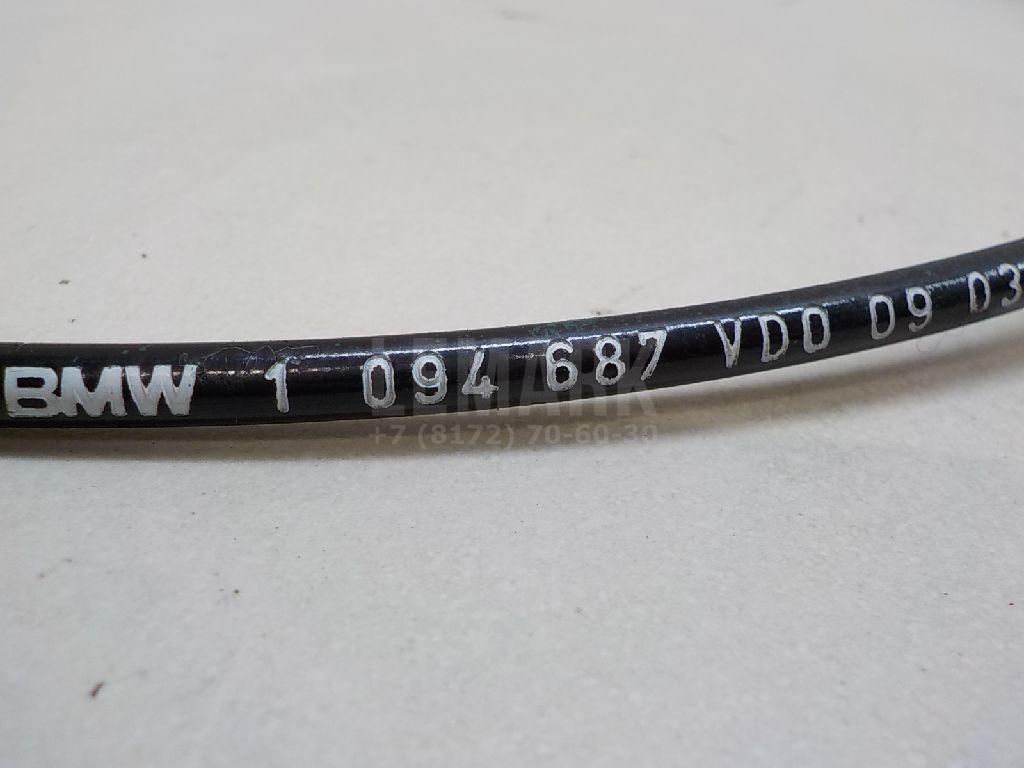 BMW 1 094 687 VDO 09 03
LEMARK
+7 (8172) 70-60-30